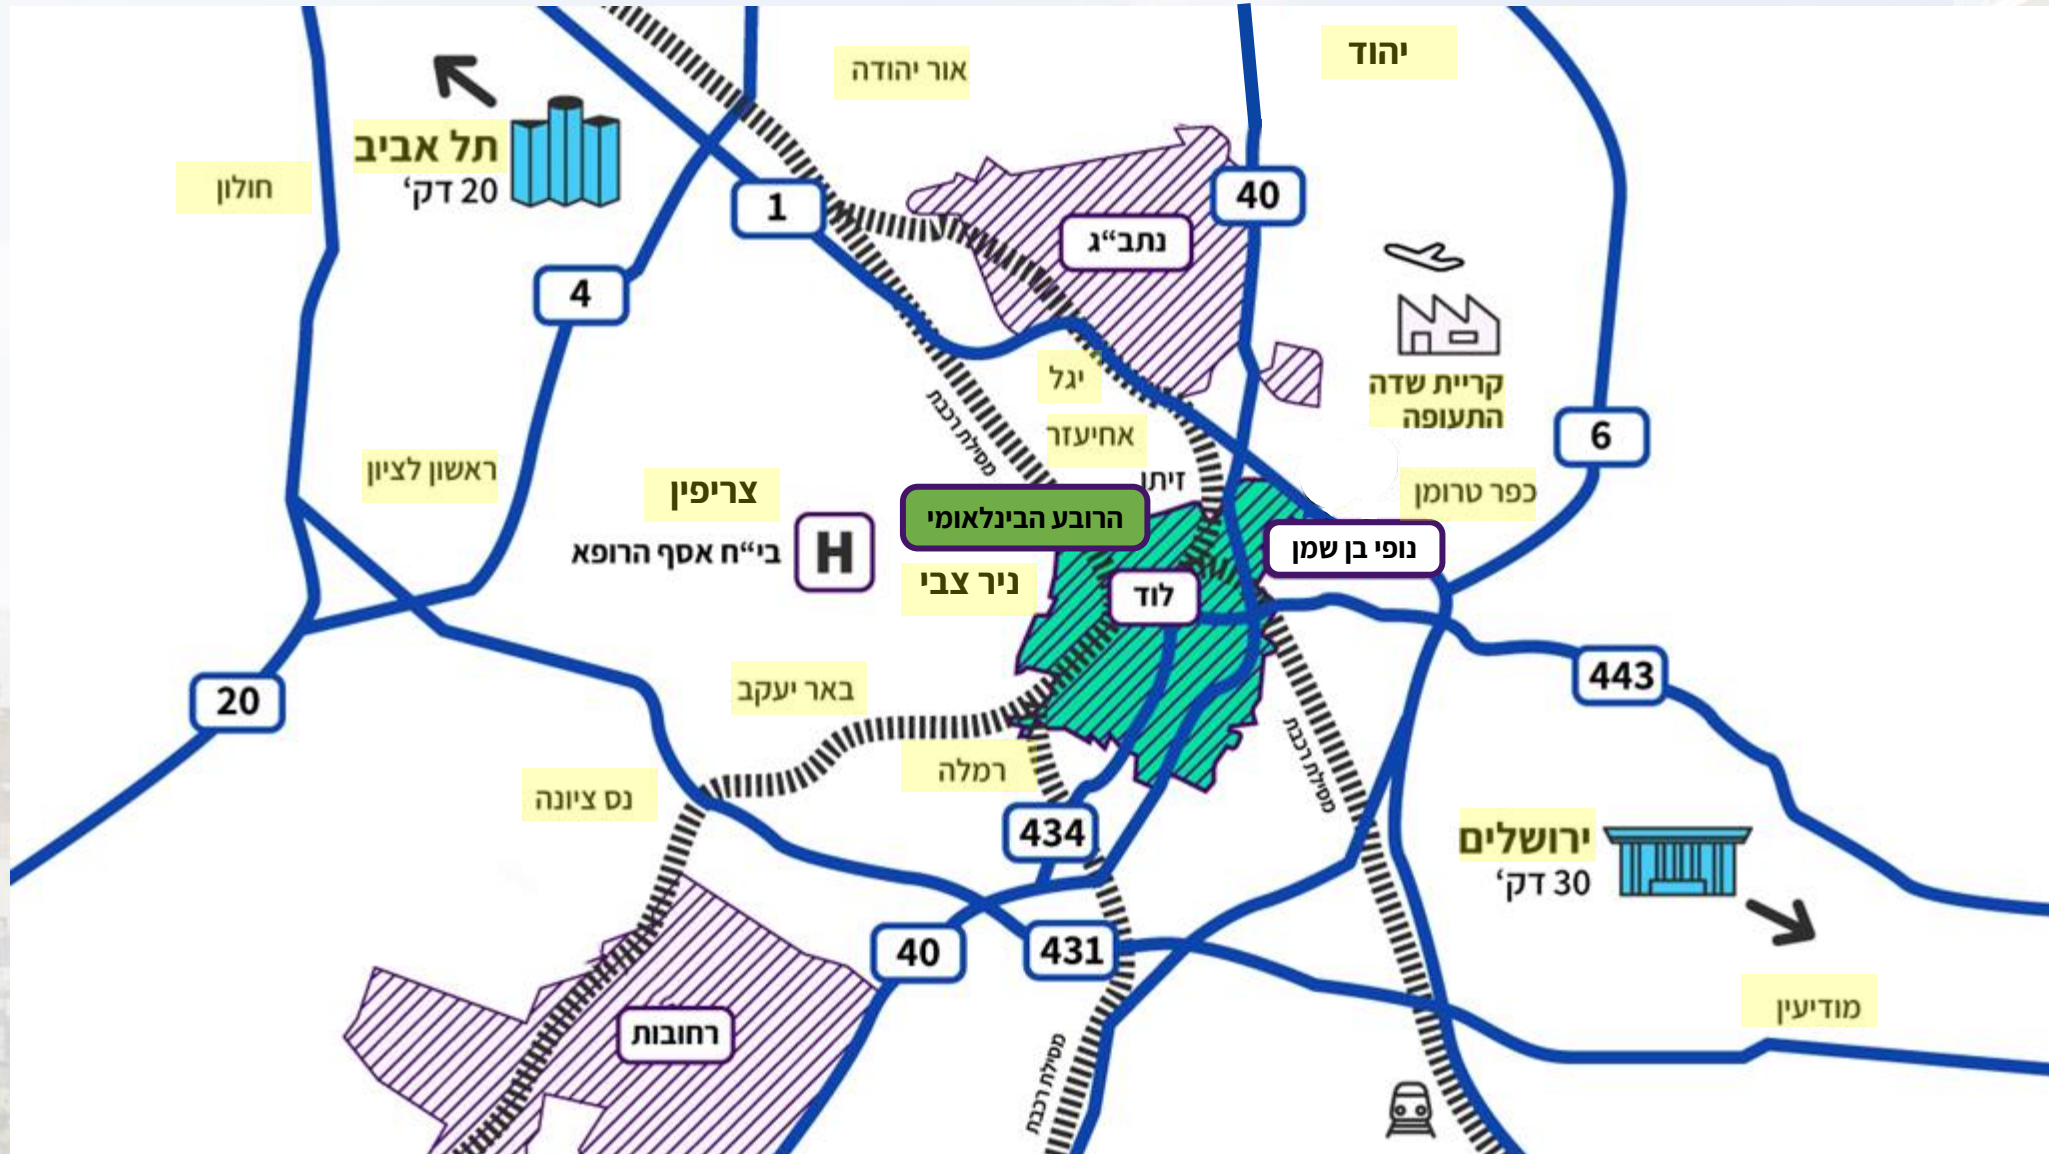 יהוד
אור יהודה
תל אביב
20 דק'
חולון
40
1
נתב"ג
4
קריית שדה
התעופה
יגל
6
אחיעזר
מסילת רכבת
ראשון לציון
צריפין
זיתן
כפר טרומן
הרובע הבינלאומי
H
בי"ח אסף הרופא
נופי בן שמן
ניר צבי
לוד
443
באר יעקב
20
מסילת רכבת
רמלה
נס ציונה
434
ירושלים
30 דק'
40
431
מודיעין
רחובות
מסילת רכבת